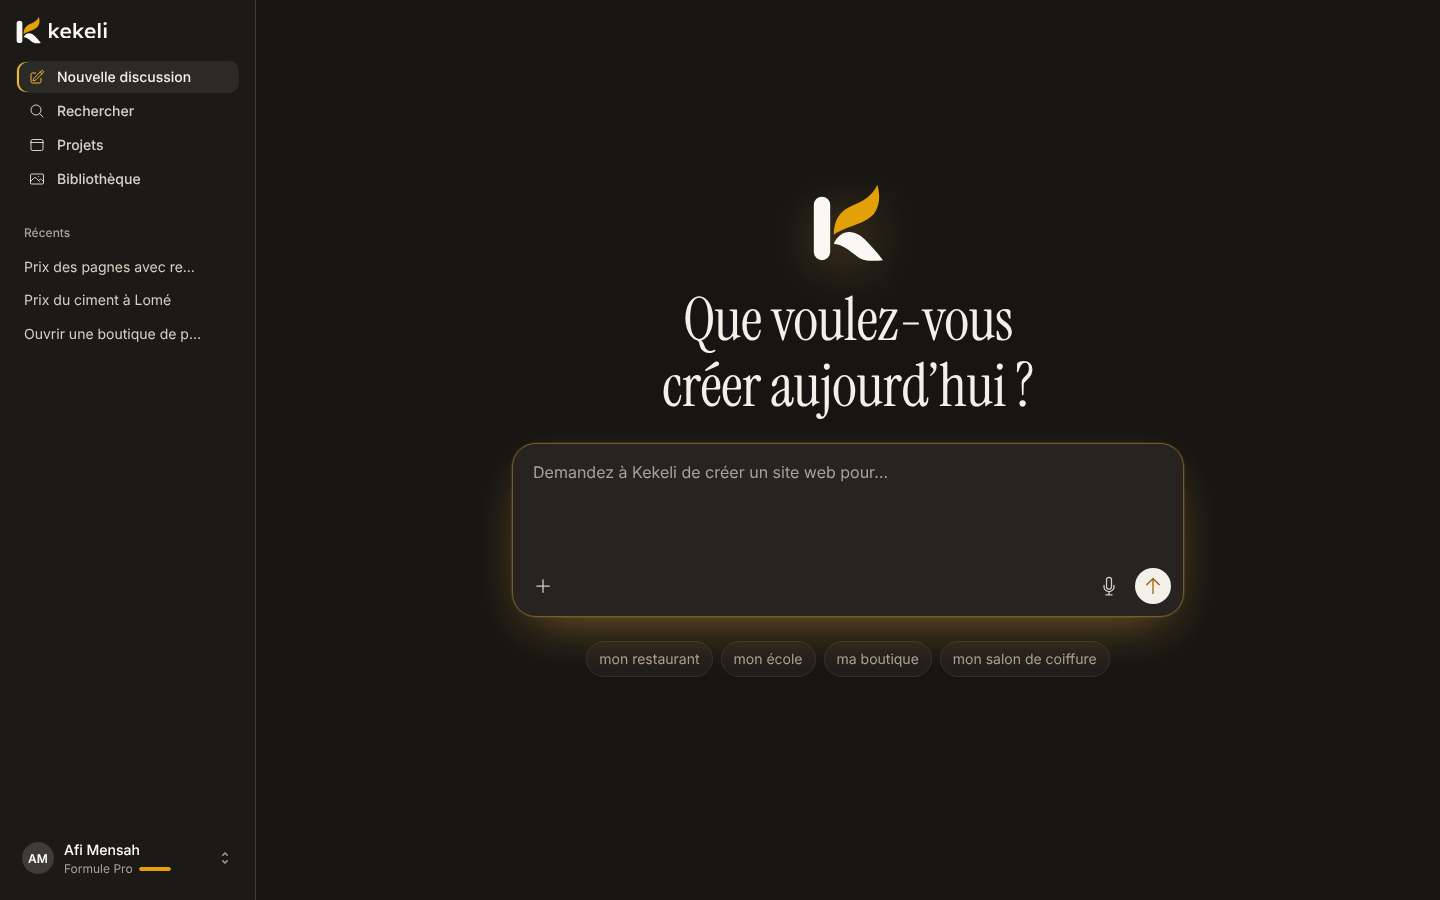 kekeli
Nouvelle discussion
Rechercher
Projets
Bibliothèque
Récents
Prix des pagnes avec re...
Prix du ciment à Lomé
Ouvrir une boutique de p...
Que voulez-vous
créer aujourd’hui ?
Demandez à Kekeli de créer un site web pour...
mon restaurant
mon école
ma boutique
mon salon de coiffure
AM
Afi Mensah
Formule Pro